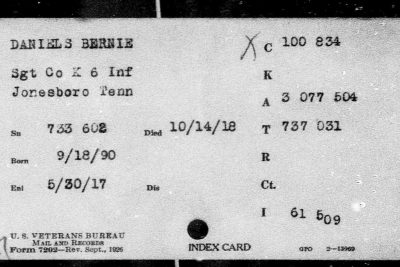 DANIELS BERNIE X C 100 834
Sgt Co K 6 Inf K
Jonesboro Tenn A 3 077 504
Sn 733 602 Died 10/14/18 T 737 031
Born 9/18/90 R
Enl 5/30/17 Dis Ct.
I 61 509
U. S. VETERANS BUREAU
MAIL AND RECORDS
Form 7202—Rev. Sept., 1926 INDEX CARD GPO 2—13969